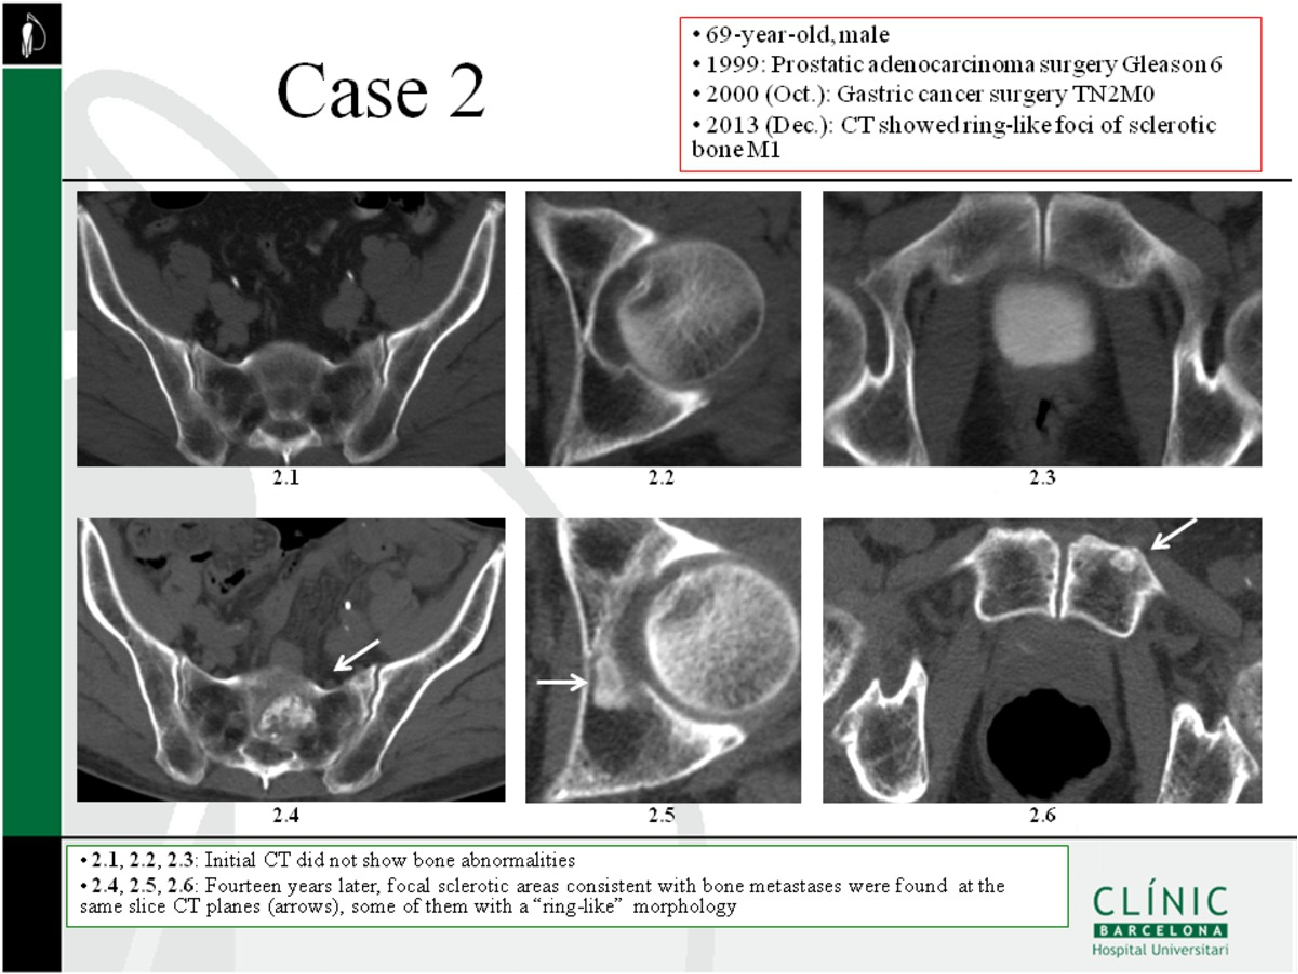 Case 2
• 69-year-old, male
• 1999: Prostatic adenocarcinoma surgery Gleason 6
• 2000 (Oct.): Gastric cancer surgery TN2M0
• 2013 (Dec.): CT showed ring-like foci of sclerotic
bone M1
2.1
2.2
2.3
2.4
2.5
2.6
• 2.1, 2.2, 2.3: Initial CT did not show bone abnormalities
• 2.4, 2.5, 2.6: Fourteen years later, focal sclerotic areas consistent with bone metastases were found at the
same slice CT planes (arrows), some of them with a “ring-like” morphology
CLÍNIC
BARCELONA
Hospital Universitari